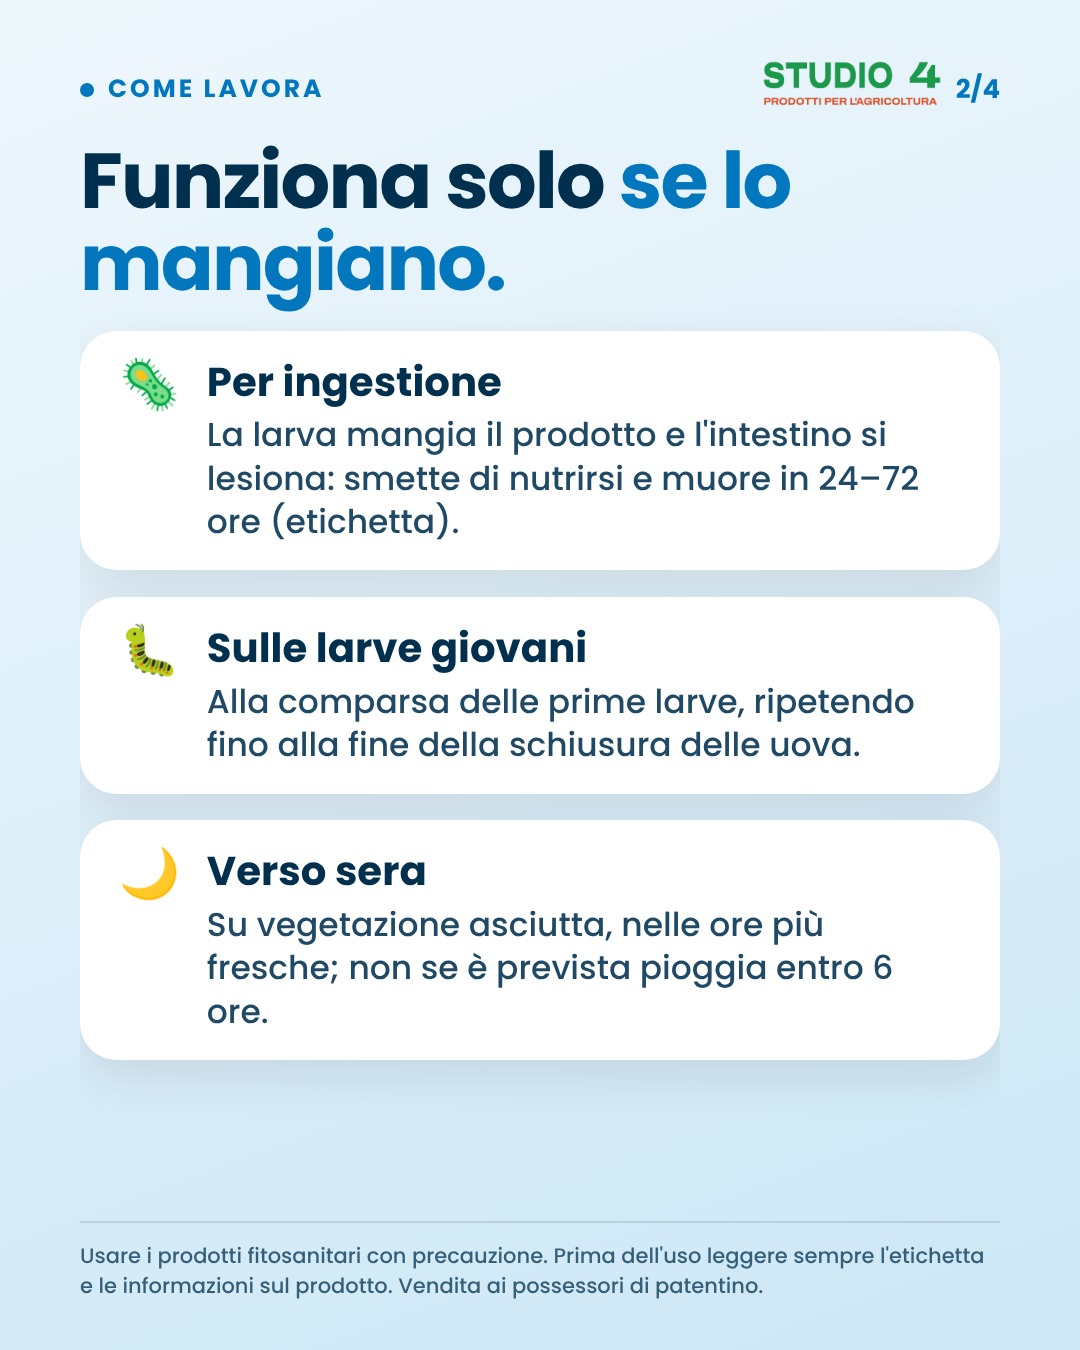 COME LAVORA
STUDIO 4
PRODOTTI PER L'AGRICOLTURA
2/4
Funziona solo se lo
mangiano.
Per ingestione
La larva mangia il prodotto e l'intestino si
lesiona: smette di nutrirsi e muore in 24–72
ore (etichetta).
Sulle larve giovani
Alla comparsa delle prime larve, ripetendo
fino alla fine della schiusura delle uova.
Verso sera
Su vegetazione asciutta, nelle ore più
fresche; non se è prevista pioggia entro 6
ore.
Usare i prodotti fitosanitari con precauzione. Prima dell'uso leggere sempre l'etichetta
e le informazioni sul prodotto. Vendita ai possessori di patentino.